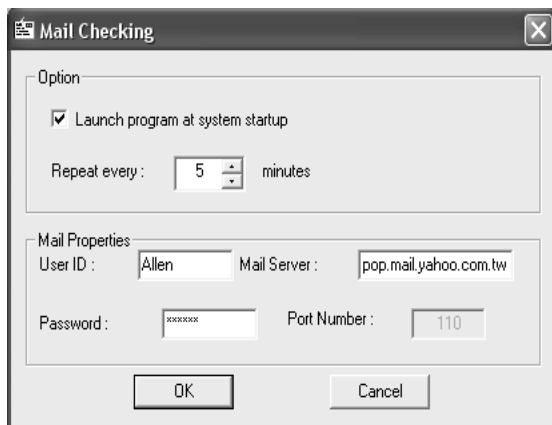 Mail Checking
Option
Launch program at system startup
Repeat every : 5 minutes
Mail Properties
User ID : Allen Mail Server : pop.mail.yahoo.com.tw
Password : xxxxxx Port Number : 110
OK Cancel